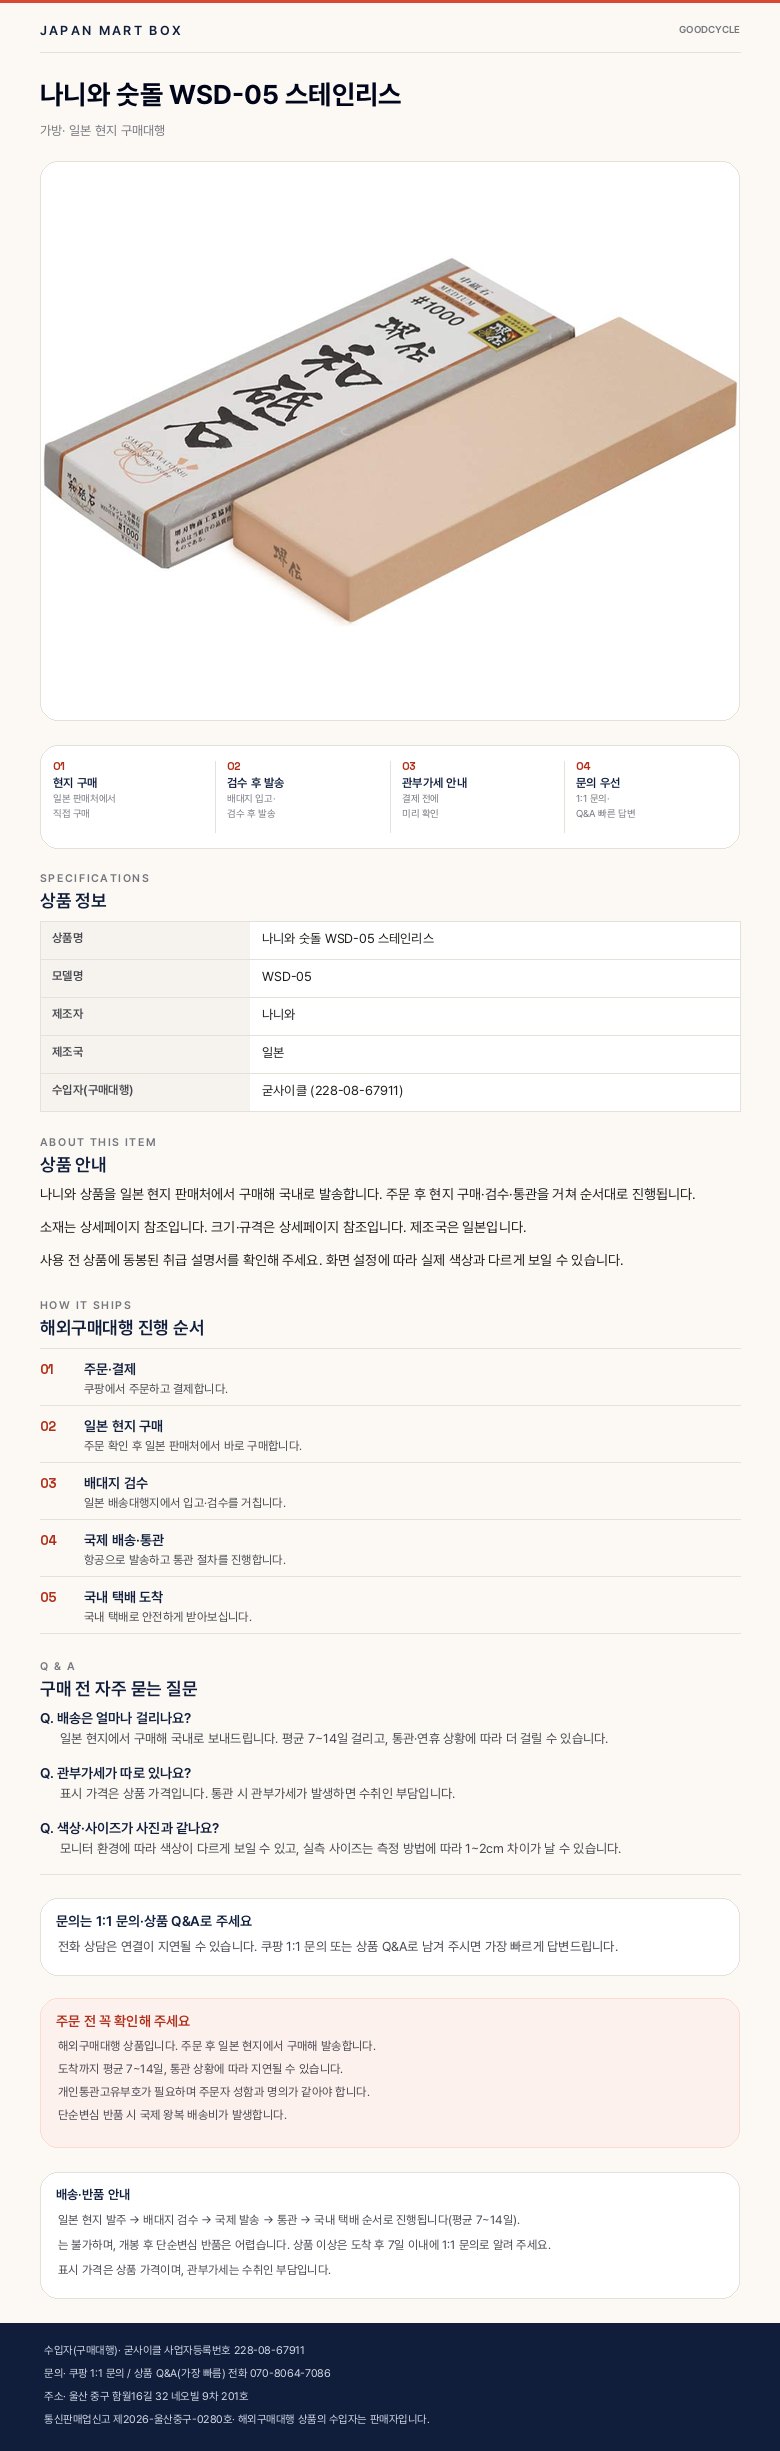 JAPAN MART BOX
GOODCYCLE
나니와 숫돌 WSD-05 스테인리스
가방· 일본 현지 구매대행
中砥石
MEDIUM
#1000
堺伝
和砥石
SAKAIDEN WATOISHI
堺伝
和砥石
#1000
堺刃物商工業協同
堺伝
01
현지 구매
일본 판매처에서
직접 구매
02
검수 후 발송
배대지 입고·
검수 후 발송
03
관부가세 안내
결제 전에
미리 확인
04
문의 우선
1:1 문의·
Q&A 빠른 답변
SPECIFICATIONS
상품 정보
상품명 나니와 숫돌 WSD-05 스테인리스
모델명 WSD-05
제조자 나니와
제조국 일본
수입자(구매대행) 굳사이클 (228-08-67911)
ABOUT THIS ITEM
상품 안내
나니와 상품을 일본 현지 판매처에서 구매해 국내로 발송합니다. 주문 후 현지 구매·검수·통관을 거쳐 순서대로 진행됩니다.
소재는 상세페이지 참조입니다. 크기·규격은 상세페이지 참조입니다. 제조국은 일본입니다.
사용 전 상품에 동봉된 취급 설명서를 확인해 주세요. 화면 설정에 따라 실제 색상과 다르게 보일 수 있습니다.
HOW IT SHIPS
해외구매대행 진행 순서
01 주문·결제
쿠팡에서 주문하고 결제합니다.
02 일본 현지 구매
주문 확인 후 일본 판매처에서 바로 구매합니다.
03 배대지 검수
일본 배송대행지에서 입고·검수를 거칩니다.
04 국제 배송·통관
항공으로 발송하고 통관 절차를 진행합니다.
05 국내 택배 도착
국내 택배로 안전하게 받아보십니다.
Q & A
구매 전 자주 묻는 질문
Q. 배송은 얼마나 걸리나요?
일본 현지에서 구매해 국내로 보내드립니다. 평균 7~14일 걸리고, 통관·연휴 상황에 따라 더 걸릴 수 있습니다.
Q. 관부가세가 따로 있나요?
표시 가격은 상품 가격입니다. 통관 시 관부가세가 발생하면 수취인 부담입니다.
Q. 색상·사이즈가 사진과 같나요?
모니터 환경에 따라 색상이 다르게 보일 수 있고, 실측 사이즈는 측정 방법에 따라 1~2cm 차이가 날 수 있습니다.
문의는 1:1 문의·상품 Q&A로 주세요
전화 상담은 연결이 지연될 수 있습니다. 쿠팡 1:1 문의 또는 상품 Q&A로 남겨 주시면 가장 빠르게 답변드립니다.
주문 전 꼭 확인해 주세요
해외구매대행 상품입니다. 주문 후 일본 현지에서 구매해 발송합니다.
도착까지 평균 7~14일, 통관 상황에 따라 지연될 수 있습니다.
개인통관고유부호가 필요하며 주문자 성함과 명의가 같아야 합니다.
단순변심 반품 시 국제 왕복 배송비가 발생합니다.
배송·반품 안내
일본 현지 발주 → 배대지 검수 → 국제 발송 → 통관 → 국내 택배 순서로 진행됩니다(평균 7~14일).
는 불가하며, 개봉 후 단순변심 반품은 어렵습니다. 상품 이상은 도착 후 7일 이내에 1:1 문의로 알려 주세요.
표시 가격은 상품 가격이며, 관부가세는 수취인 부담입니다.
수입자(구매대행)· 굳사이클 사업자등록번호 228-08-67911
문의· 쿠팡 1:1 문의 / 상품 Q&A(가장 빠름) 전화 070-8064-7086
주소· 울산 중구 함월16길 32 네오빌 9차 201호
통신판매업신고 제2026-울산중구-0280호· 해외구매대행 상품의 수입자는 판매자입니다.